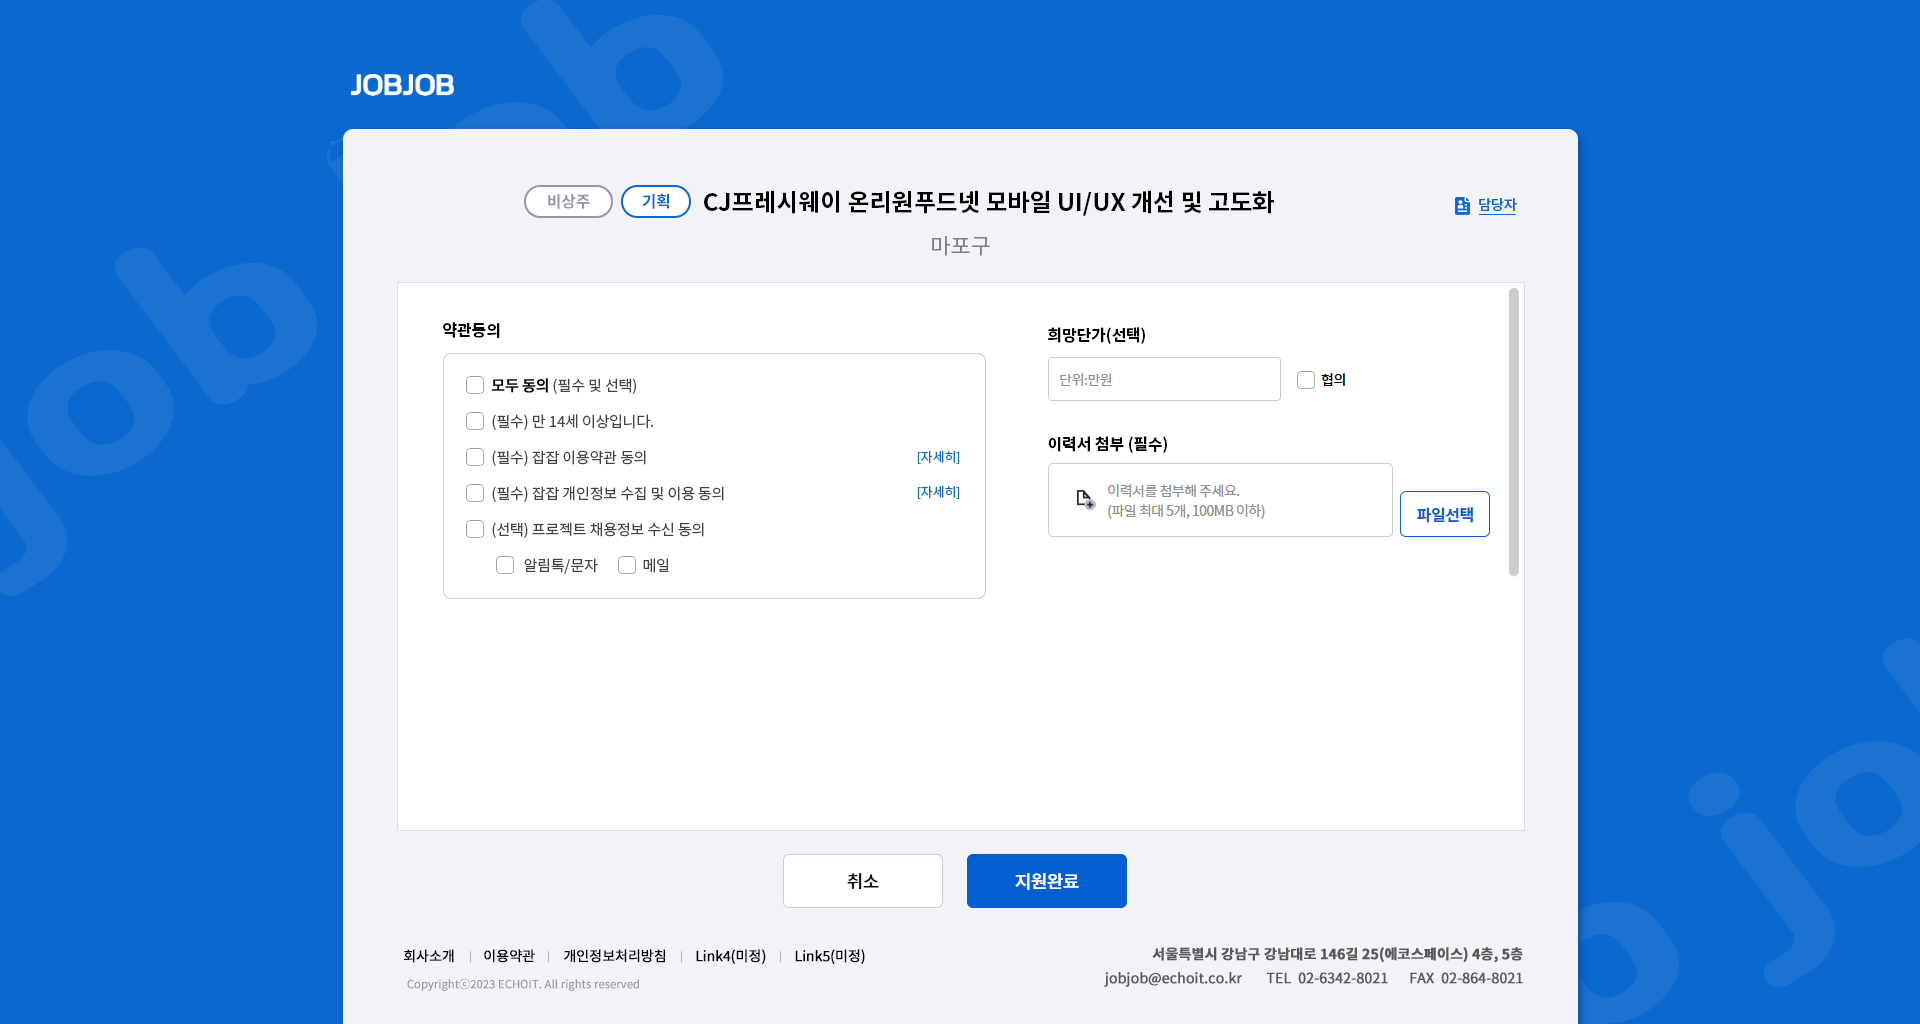 JOBJOB
비상주 기획 CJ프레시웨이 온리원푸드넷 모바일 UI/UX 개선 및 고도화 담당자
마포구
약관동의
모두 동의 (필수 및 선택)
(필수) 만 14세 이상입니다.
(필수) 잡잡 이용약관 동의 [자세히]
(필수) 잡잡 개인정보 수집 및 이용 동의 [자세히]
(선택) 프로젝트 채용정보 수신 동의
알림톡/문자 메일
희망단가(선택)
단위:만원 협의
이력서 첨부 (필수)
이력서를 첨부해 주세요.
(파일 최대 5개, 100MB 이하)
파일선택
취소 지원완료
회사소개 이용약관 개인정보처리방침 Link4(미정) Link5(미정)
Copyrightⓒ2023 ECHOIT. All rights reserved
서울특별시 강남구 강남대로 146길 25(에코스페이스) 4층, 5층
jobjob@echoit.co.kr TEL 02-6342-8021 FAX 02-864-8021
job
job
job
job